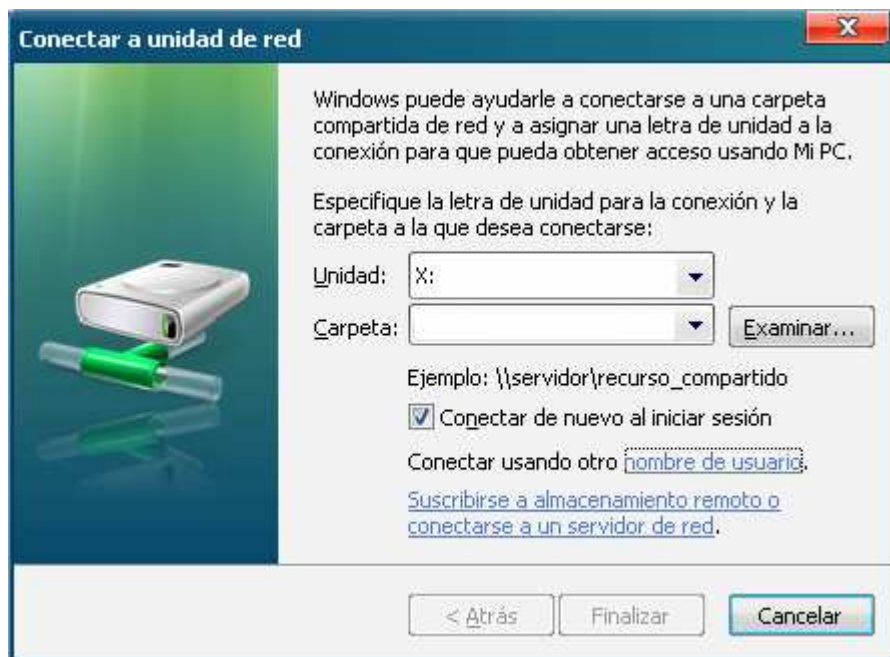 Conectar a unidad de red
Windows puede ayudarle a conectarse a una carpeta
compartida de red y a asignar una letra de unidad a la
conexión para que pueda obtener acceso usando Mi PC.
Especifique la letra de unidad para la conexión y la
carpeta a la que desea conectarse:
Unidad: X:
Carpeta: Examinar...
Ejemplo: \\servidor\recurso_compartido
Conectar de nuevo al iniciar sesión
Conectar usando otro nombre de usuario.
Suscribirse a almacenamiento remoto o
conectarse a un servidor de red.
< Atrás Finalizar Cancelar